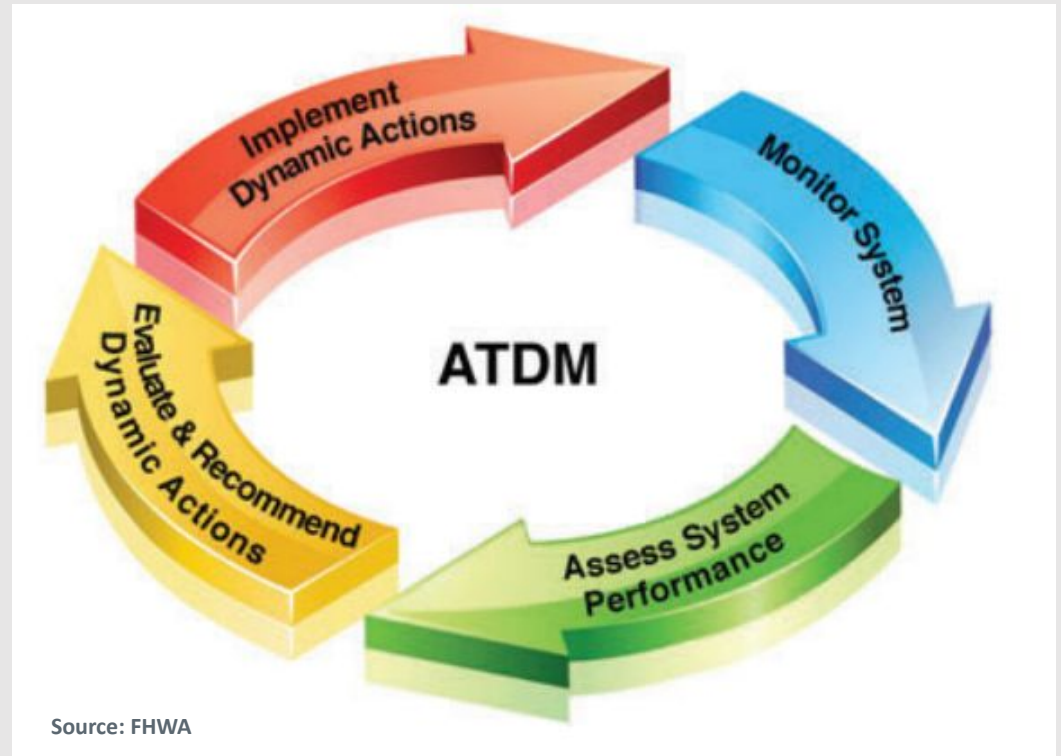 Implement
Dynamic Actions
Monitor System
ATDM
Evaluate & Recommend
Dynamic Actions
Assess System
Performance
Source: FHWA